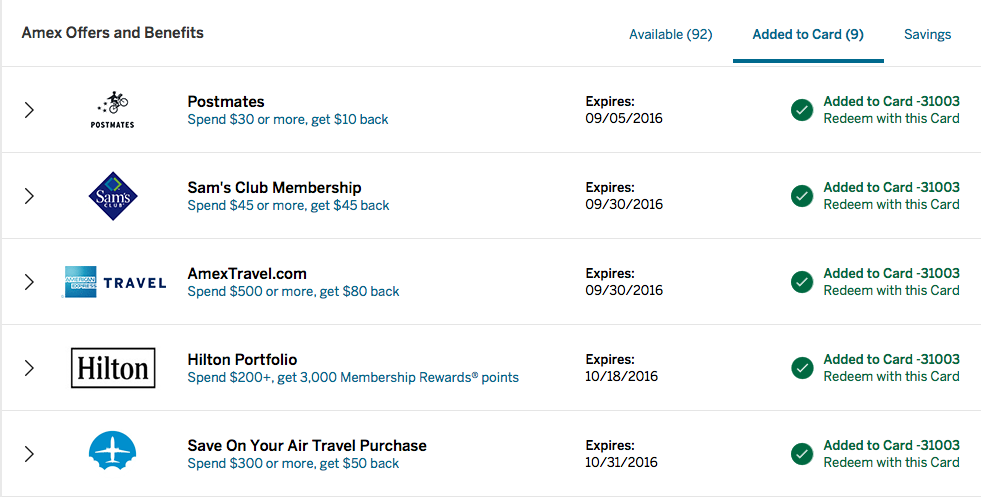 Amex Offers and Benefits
Available (92)
Added to Card (9)
Savings
POSTMATES
Postmates
Spend $30 or more, get $10 back
Expires:
09/05/2016
Added to Card -31003
Redeem with this Card
Sam's
CLUB
Sam's Club Membership
Spend $45 or more, get $45 back
Expires:
09/30/2016
Added to Card -31003
Redeem with this Card
AMERICAN
EXPRESS
TRAVEL
AmexTravel.com
Spend $500 or more, get $80 back
Expires:
09/30/2016
Added to Card -31003
Redeem with this Card
Hilton
Hilton Portfolio
Spend $200+, get 3,000 Membership Rewards® points
Expires:
10/18/2016
Added to Card -31003
Redeem with this Card
Save On Your Air Travel Purchase
Spend $300 or more, get $50 back
Expires:
10/31/2016
Added to Card -31003
Redeem with this Card